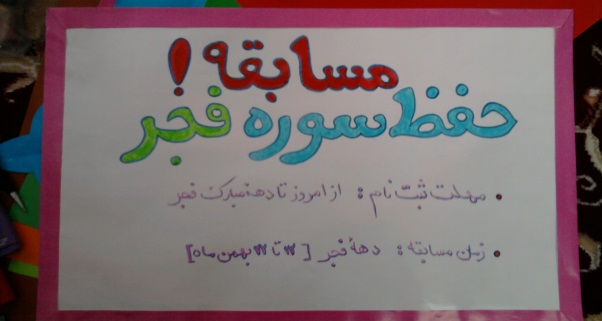 مسابقه!
حفظ سوره فجر
• مهلت ثبت نام : از امروز تا دههٔ مبارک فجر
• زمان مسابقه : دههٔ فجر [۱۲ تا ۲۲ بهمن ماه]